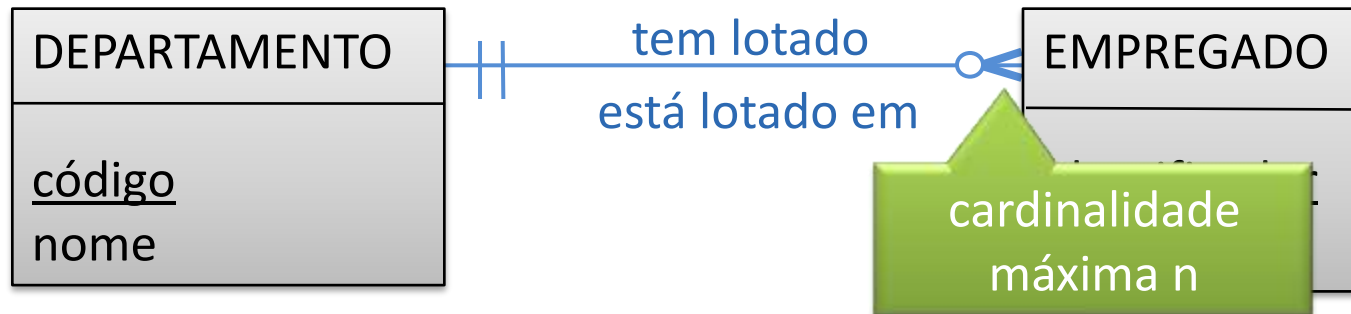 DEPARTAMENTO
código
nome
tem lotado
está lotado em
EMPREGADO
cardinalidade
máxima n